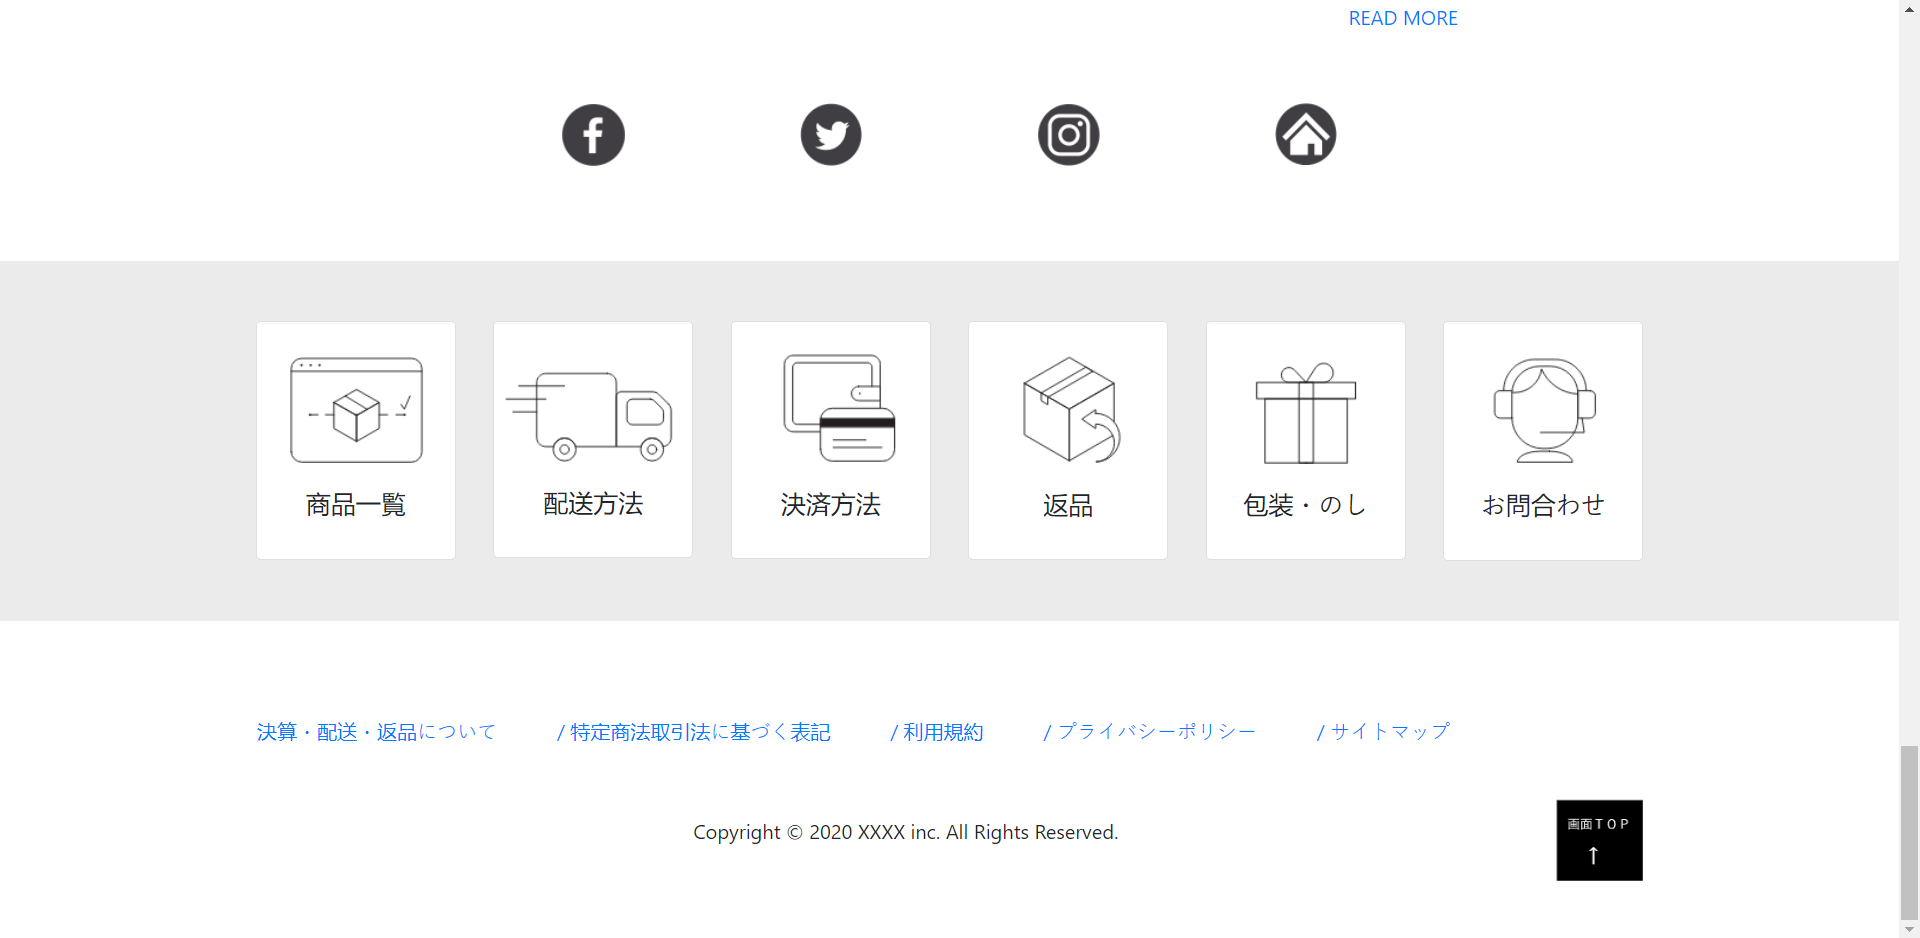 READ MORE
商品一覧
配送方法
決済方法
返品
包装・のし
お問合わせ
決算・配送・返品について / 特定商法取引法に基づく表記 / 利用規約 / プライバシーポリシー / サイトマップ
Copyright © 2020 XXXX inc. All Rights Reserved.
画面ＴＯＰ
↑